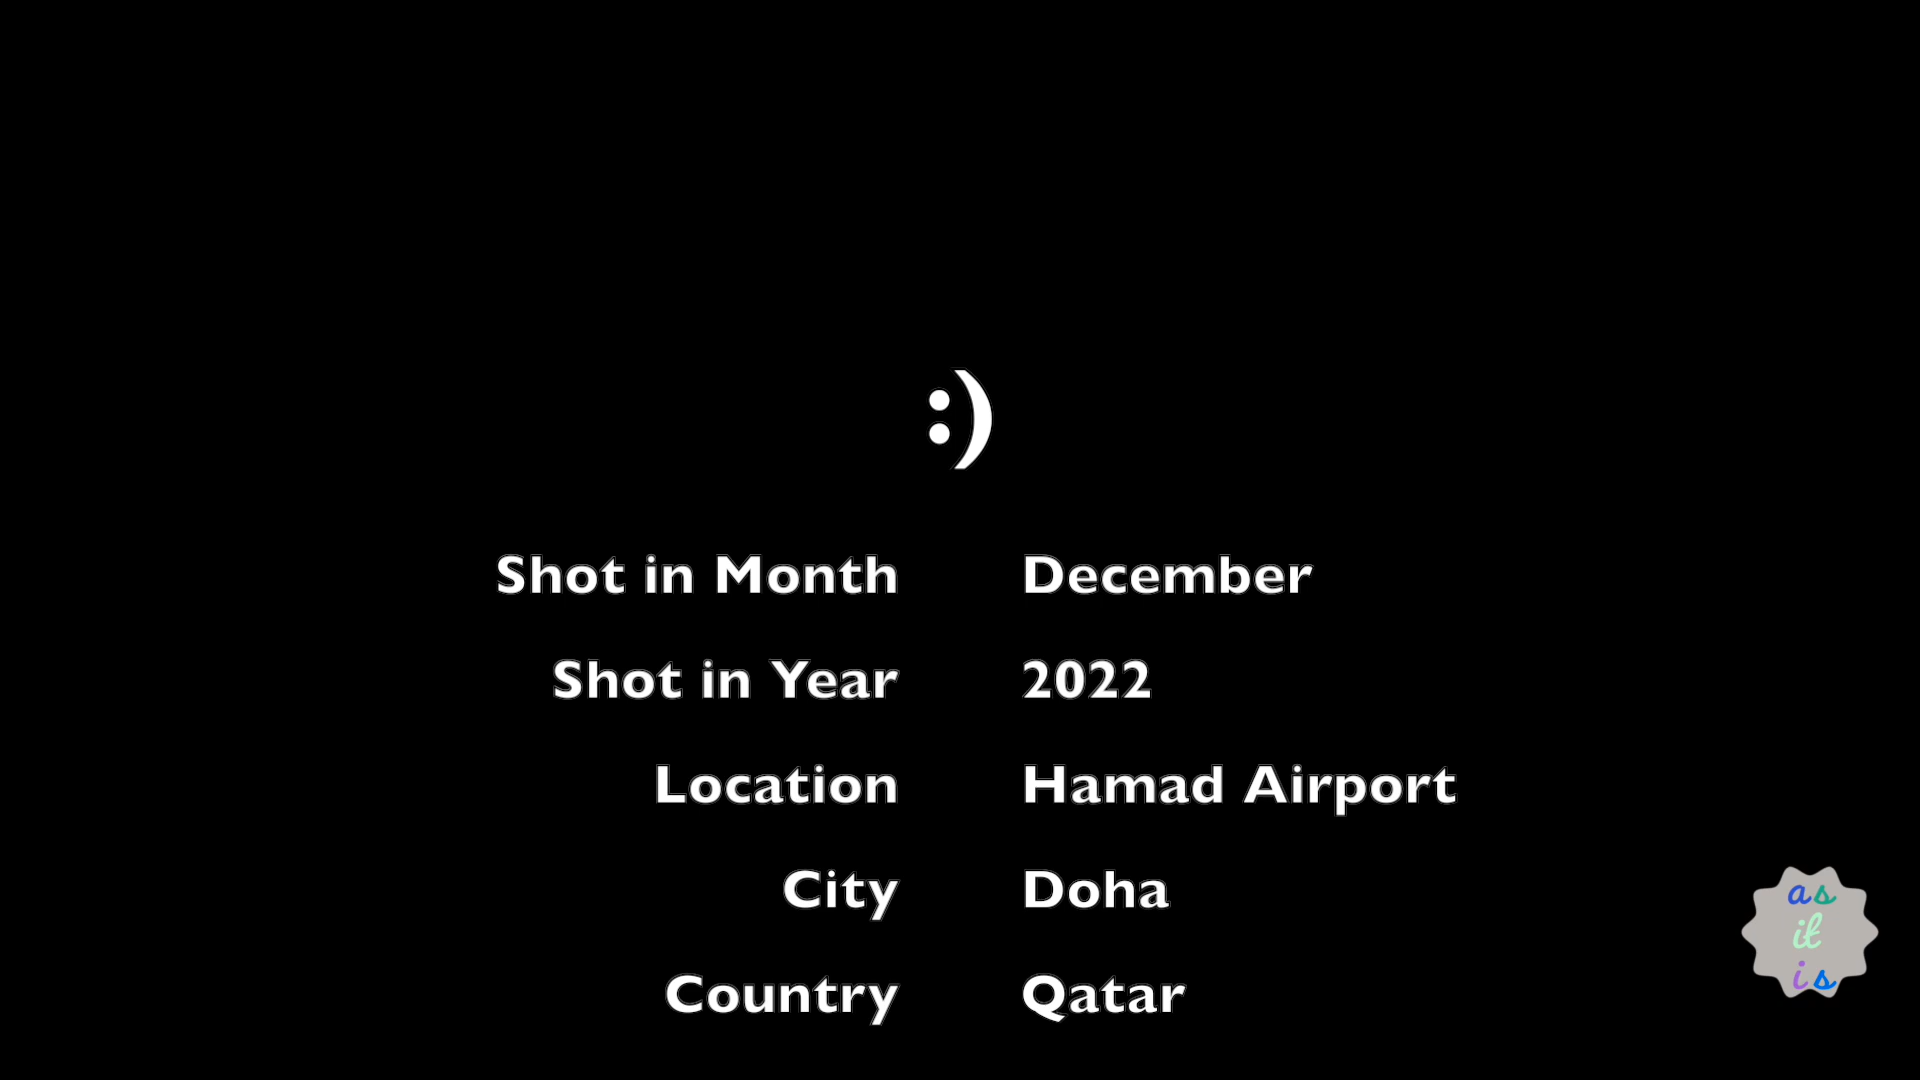 :)
Shot in Month December
Shot in Year 2022
Location Hamad Airport
City Doha
Country Qatar
as
it
is